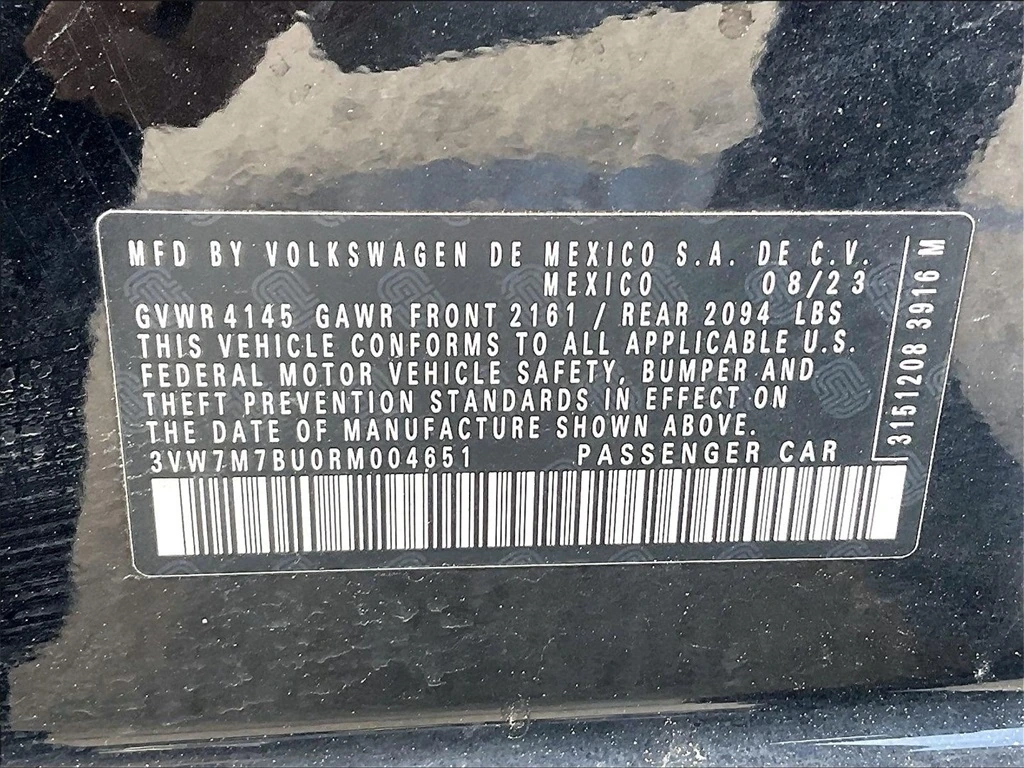 MFD BY VOLKSWAGEN DE MEXICO S.A. DE C.V.
MEXICO 08/23
GVWR 4145 GAWR FRONT 2161 / REAR 2094 LBS
THIS VEHICLE CONFORMS TO ALL APPLICABLE U.S.
FEDERAL MOTOR VEHICLE SAFETY, BUMPER AND
THEFT PREVENTION STANDARDS IN EFFECT ON
THE DATE OF MANUFACTURE SHOWN ABOVE.
3VW7M7BU0RM004651 PASSENGER CAR
3151208 3916 M